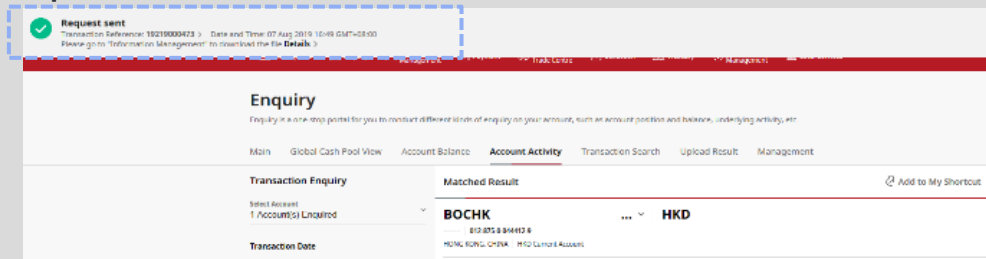 Request sent
Transaction Reference: 19219000473 > Date and Time: 07 Aug 2019 16:49 GMT+08:00
Please go to "Information Management" to download the file Details >
Management Trade Centre Management
Enquiry
Enquiry is a one-stop portal for you to conduct different kinds of enquiry on your account, such as account position and balance, underlying activity, etc
Main Global Cash Pool View Account Balance Account Activity Transaction Search Upload Result Management
Transaction Enquiry Matched Result Add to My Shortcut
Select Account
1 Account(s) Enquired
BOCHK ... HKD
HONG KONG, CHINA | HKD Current Account
Transaction Date